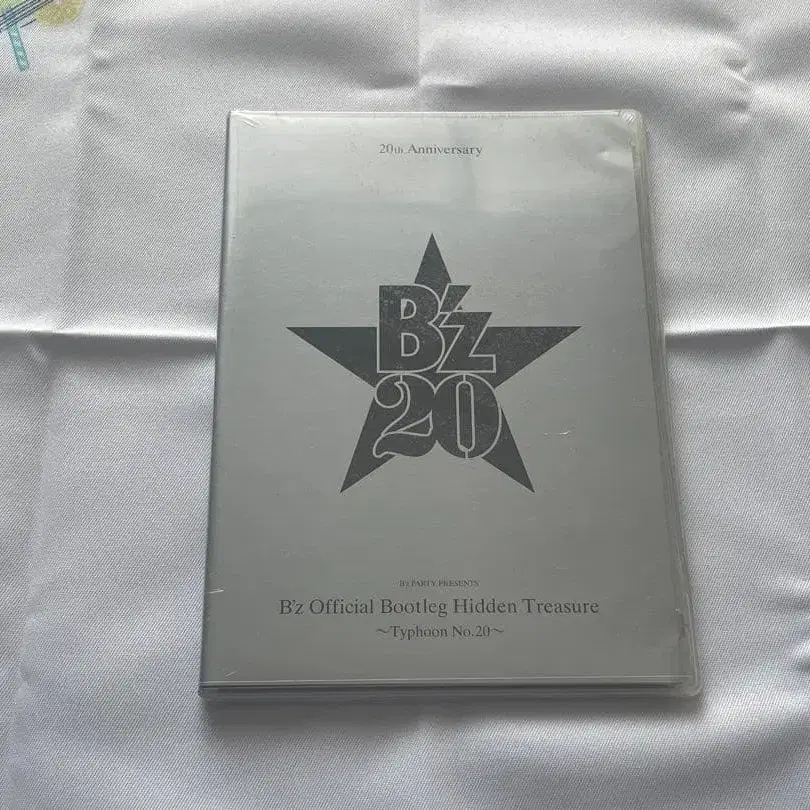 20th Anniversary
B'z
20
B'z PARTY PRESENTS
B'z Official Bootleg Hidden Treasure
〜Typhoon No.20〜